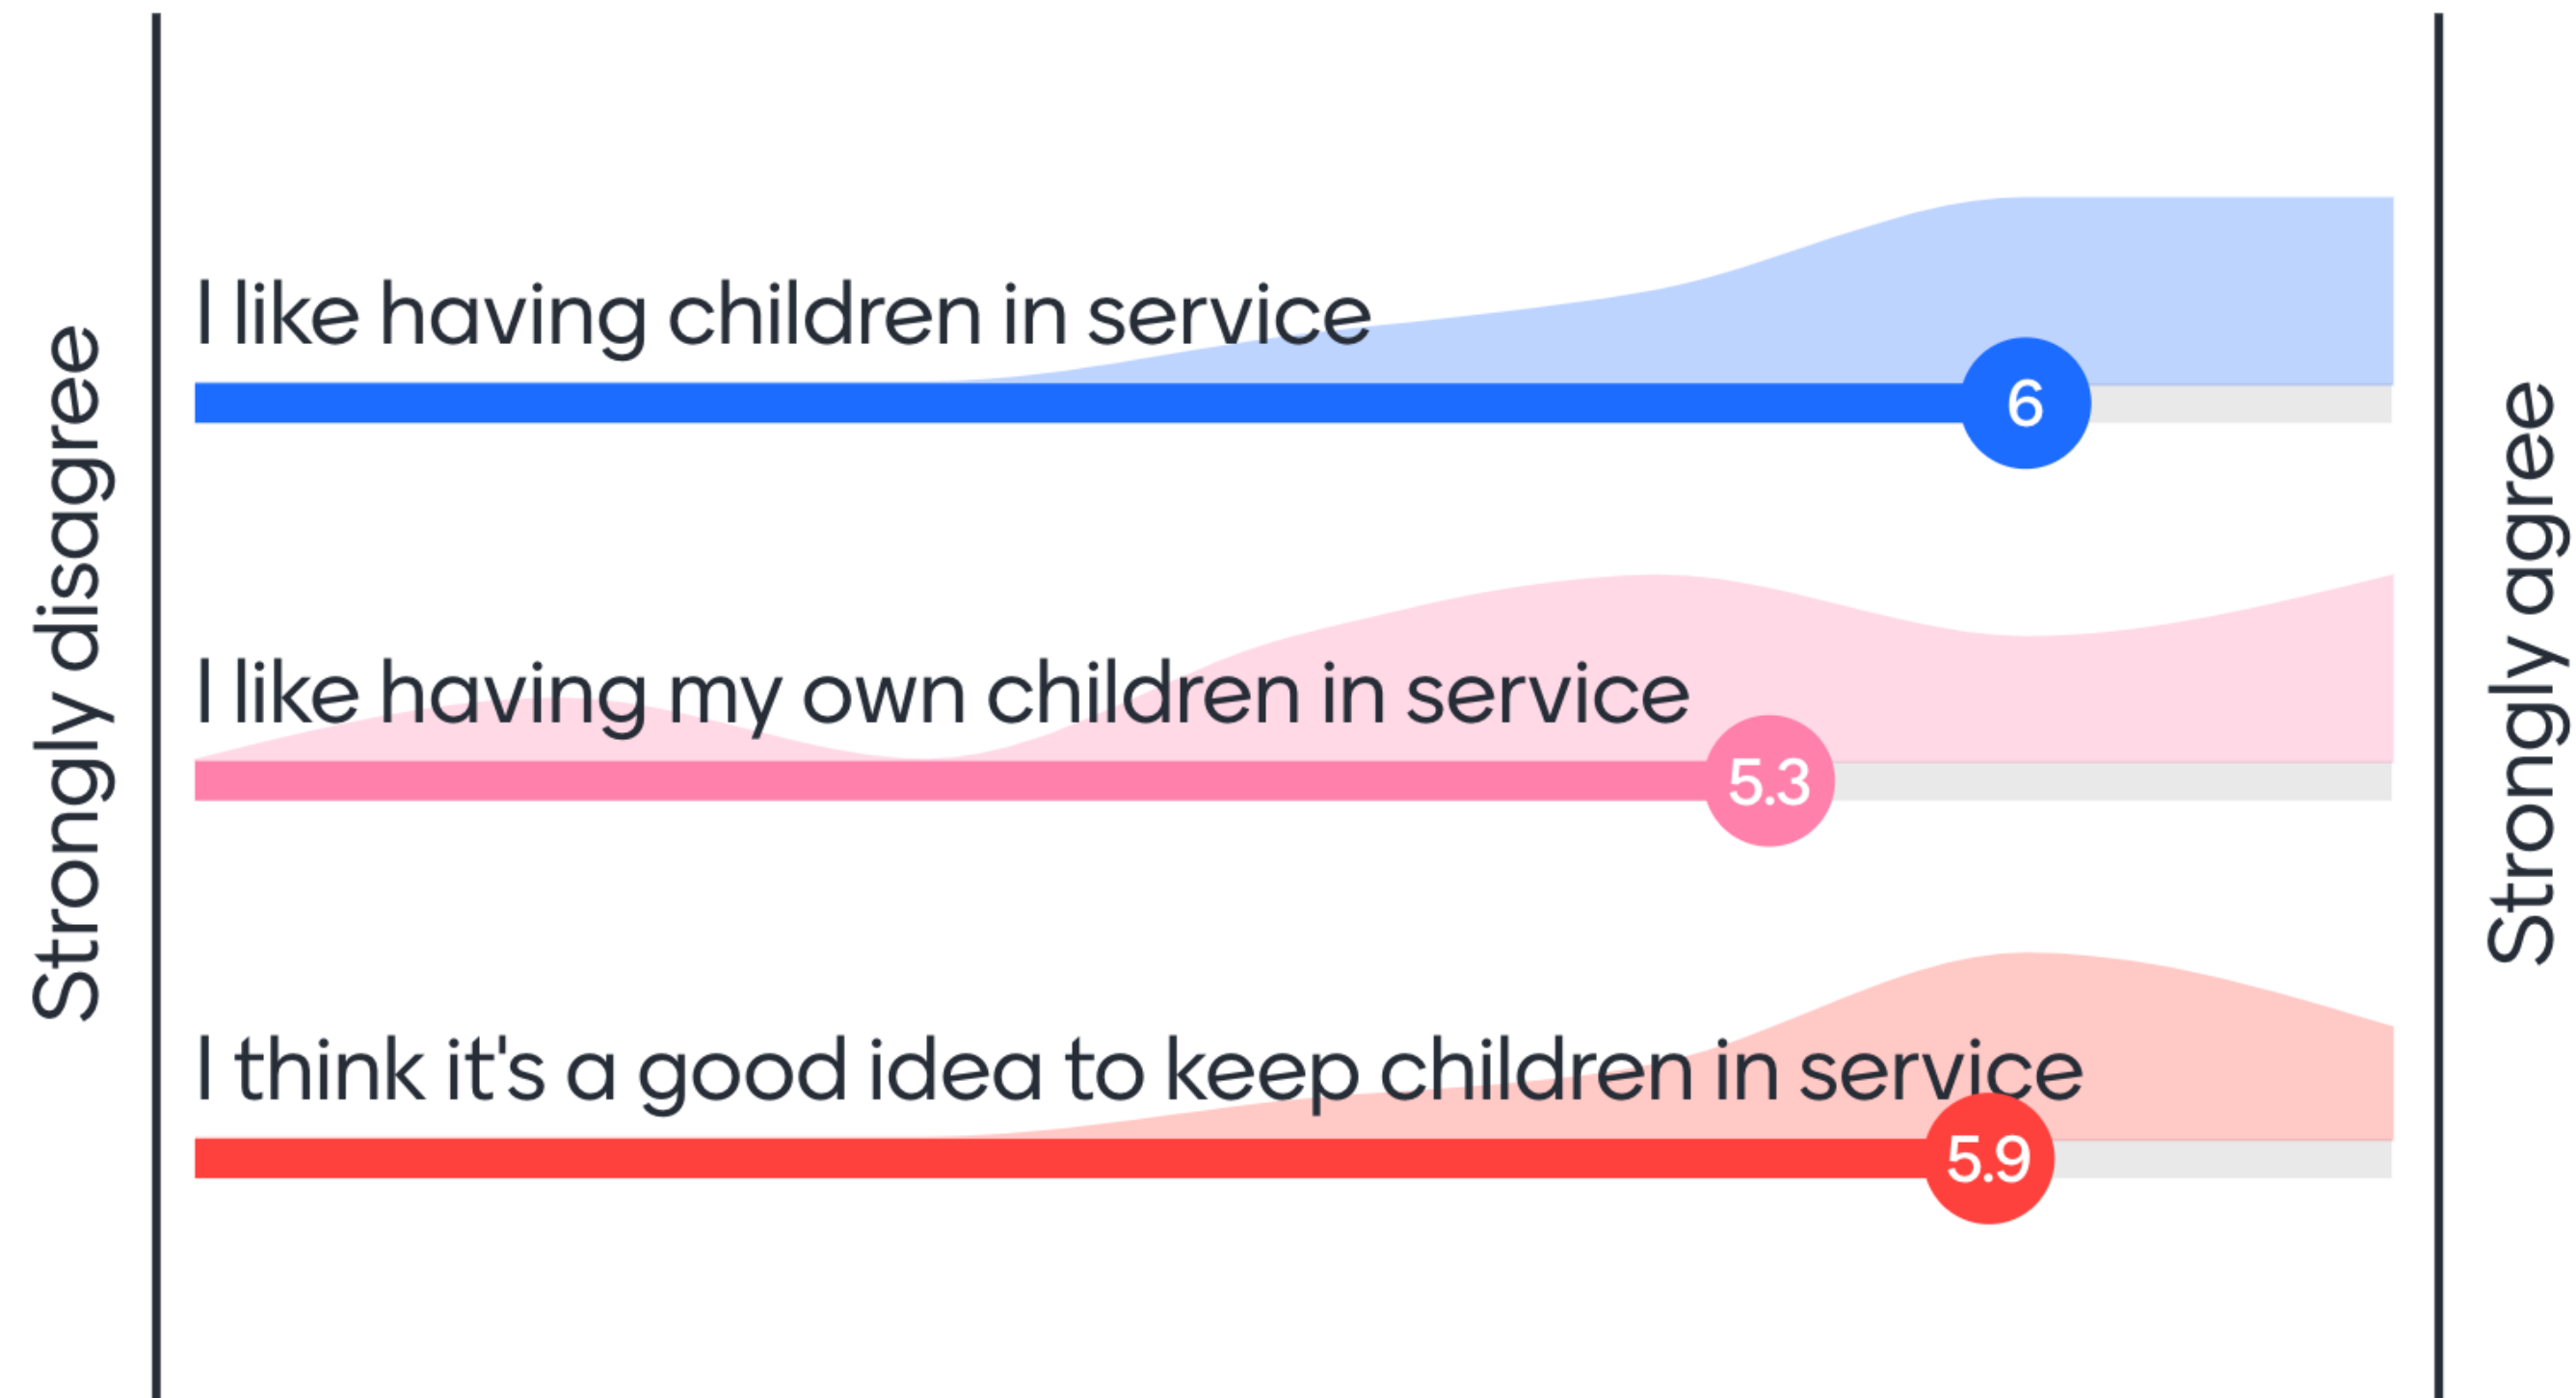 Strongly disagree
I like having children in service
6
I like having my own children in service
5.3
I think it's a good idea to keep children in service
5.9
Strongly agree